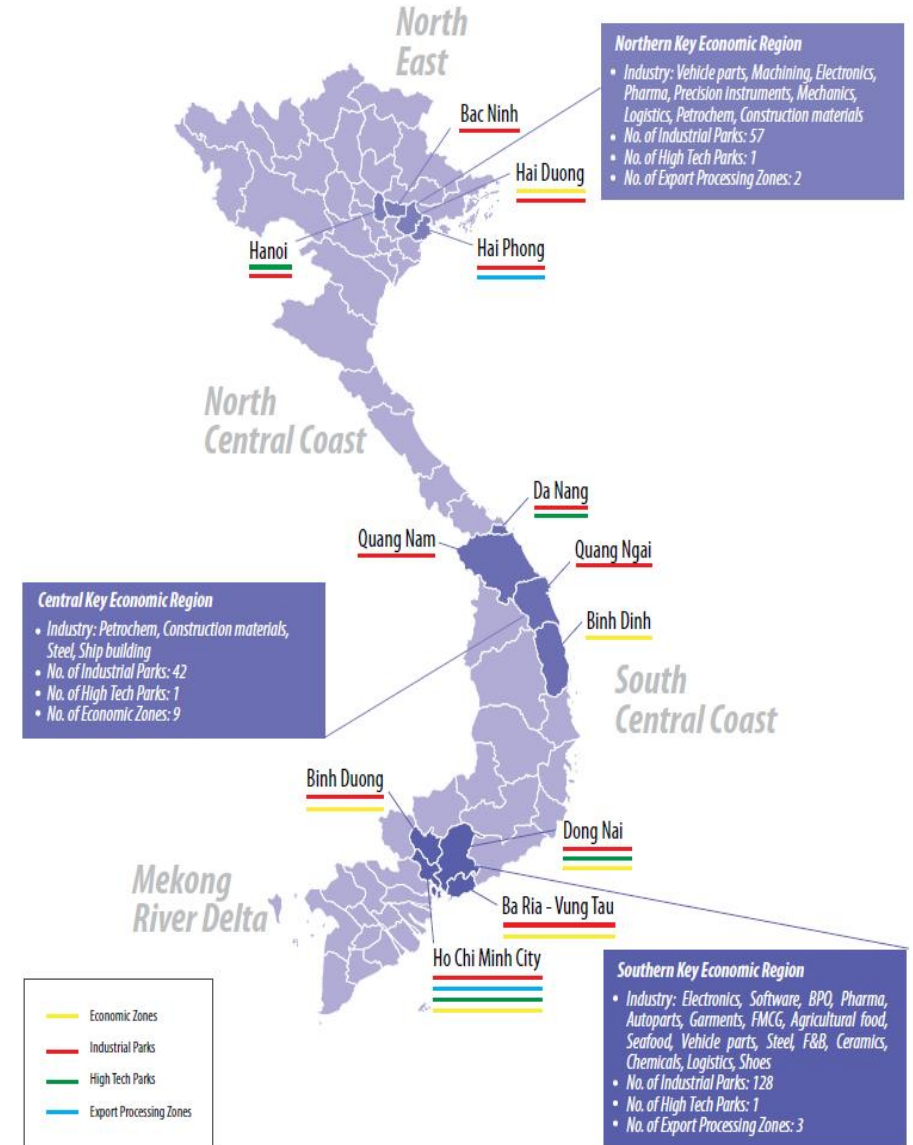 North
East
Northern Key Economic Region
• Industry: Vehicle parts, Machining, Electronics,
Pharma, Precision instruments, Mechanics,
Logistics, Petrochem, Construction materials
• No. of Industrial Parks: 57
• No. of High Tech Parks: 1
• No. of Export Processing Zones: 2
Bac Ninh
Hai Duong
Hanoi
Hai Phong
North
Central Coast
Da Nang
Quang Nam
Quang Ngai
Central Key Economic Region
• Industry: Petrochem, Construction materials,
Steel, Ship building
• No. of Industrial Parks: 42
• No. of High Tech Parks: 1
• No. of Economic Zones: 9
Binh Dinh
South
Central Coast
Binh Duong
Dong Nai
Mekong
River Delta
Ba Ria - Vung Tau
Ho Chi Minh City
Southern Key Economic Region
• Industry: Electronics, Software, BPO, Pharma,
Autoparts, Garments, FMCG, Agricultural food,
Seafood, Vehicle parts, Steel, F&B, Ceramics,
Chemicals, Logistics, Shoes
• No. of Industrial Parks: 128
• No. of High Tech Parks: 1
• No. of Export Processing Zones: 3
Economic Zones
Industrial Parks
High Tech Parks
Export Processing Zones